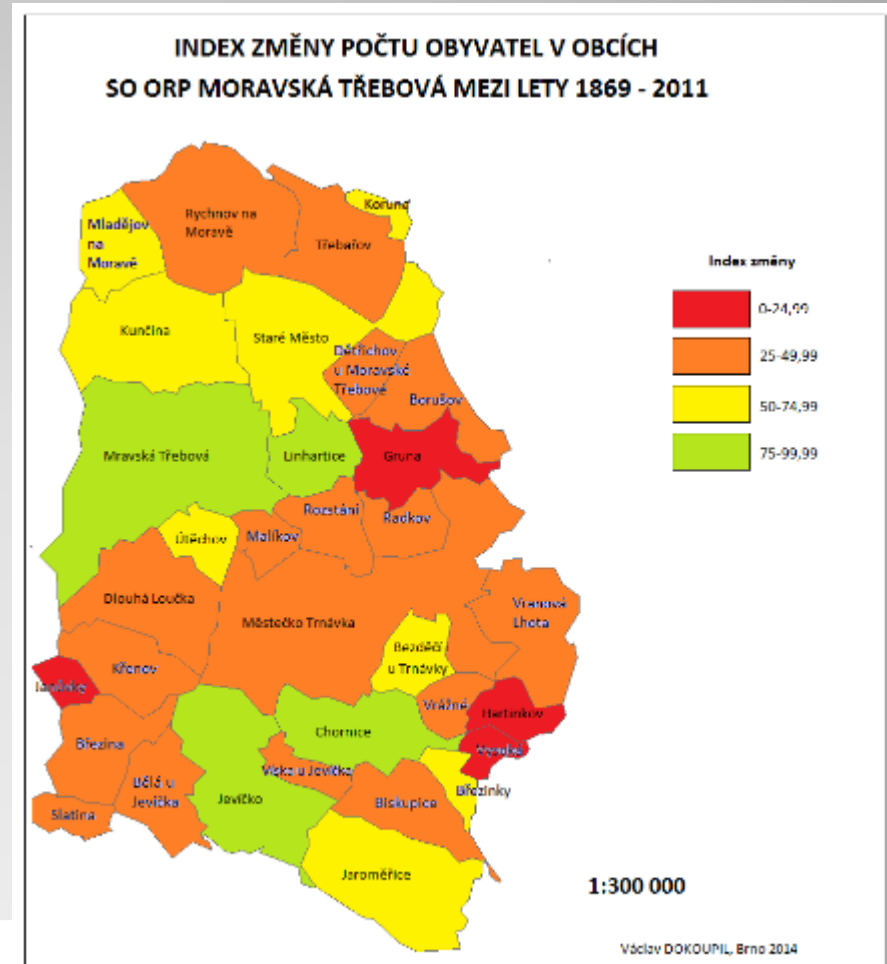 INDEX ZMĚNY POČTU OBYVATEL V OBCÍCH
SO ORP MORAVSKÁ TŘEBOVÁ MEZI LETY 1869 - 2011
Rychnov na
Moravě
Mladějov
na
Moravě
Třebařov
Index změny
0-24,99
25-49,99
50-74,99
75-99,99
Kunčina
Staré Město
Dětřichov
u Moravské
Třebové
Borušov
Mravská Třebová
Linhartice
Gruna
Rozstání
Radkov
Malíkov
Útěchov
Dlouhá Loučka
Městečko Trnávka
Vranová
Lhota
Bezděčí
u Trnávky
Křenov
Vrážné
Hartinkov
Chornice
Březina
Víska u Jevíčka
Bělá u
Jevíčka
Jevíčko
Březinky
Biskupice
Slatina
Jaroměřice
1:300 000
Václav DOKOUPIL, Brno 2014